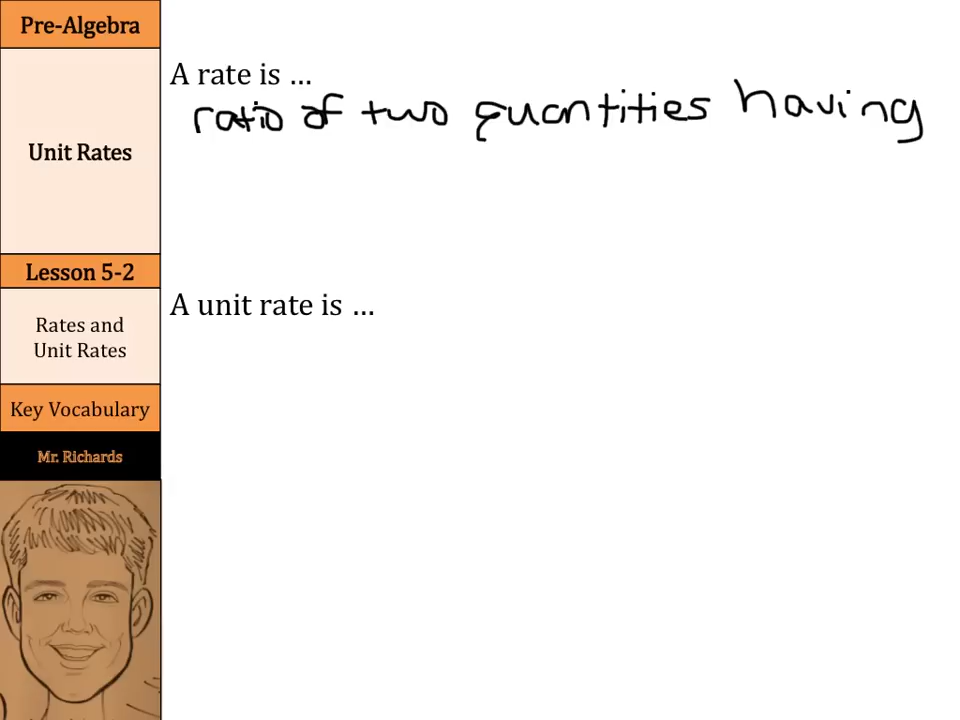 Pre-Algebra
Unit Rates
Lesson 5-2
Rates and
Unit Rates
Key Vocabulary
Mr. Richards
A rate is …
ratio of two quantities having
A unit rate is …